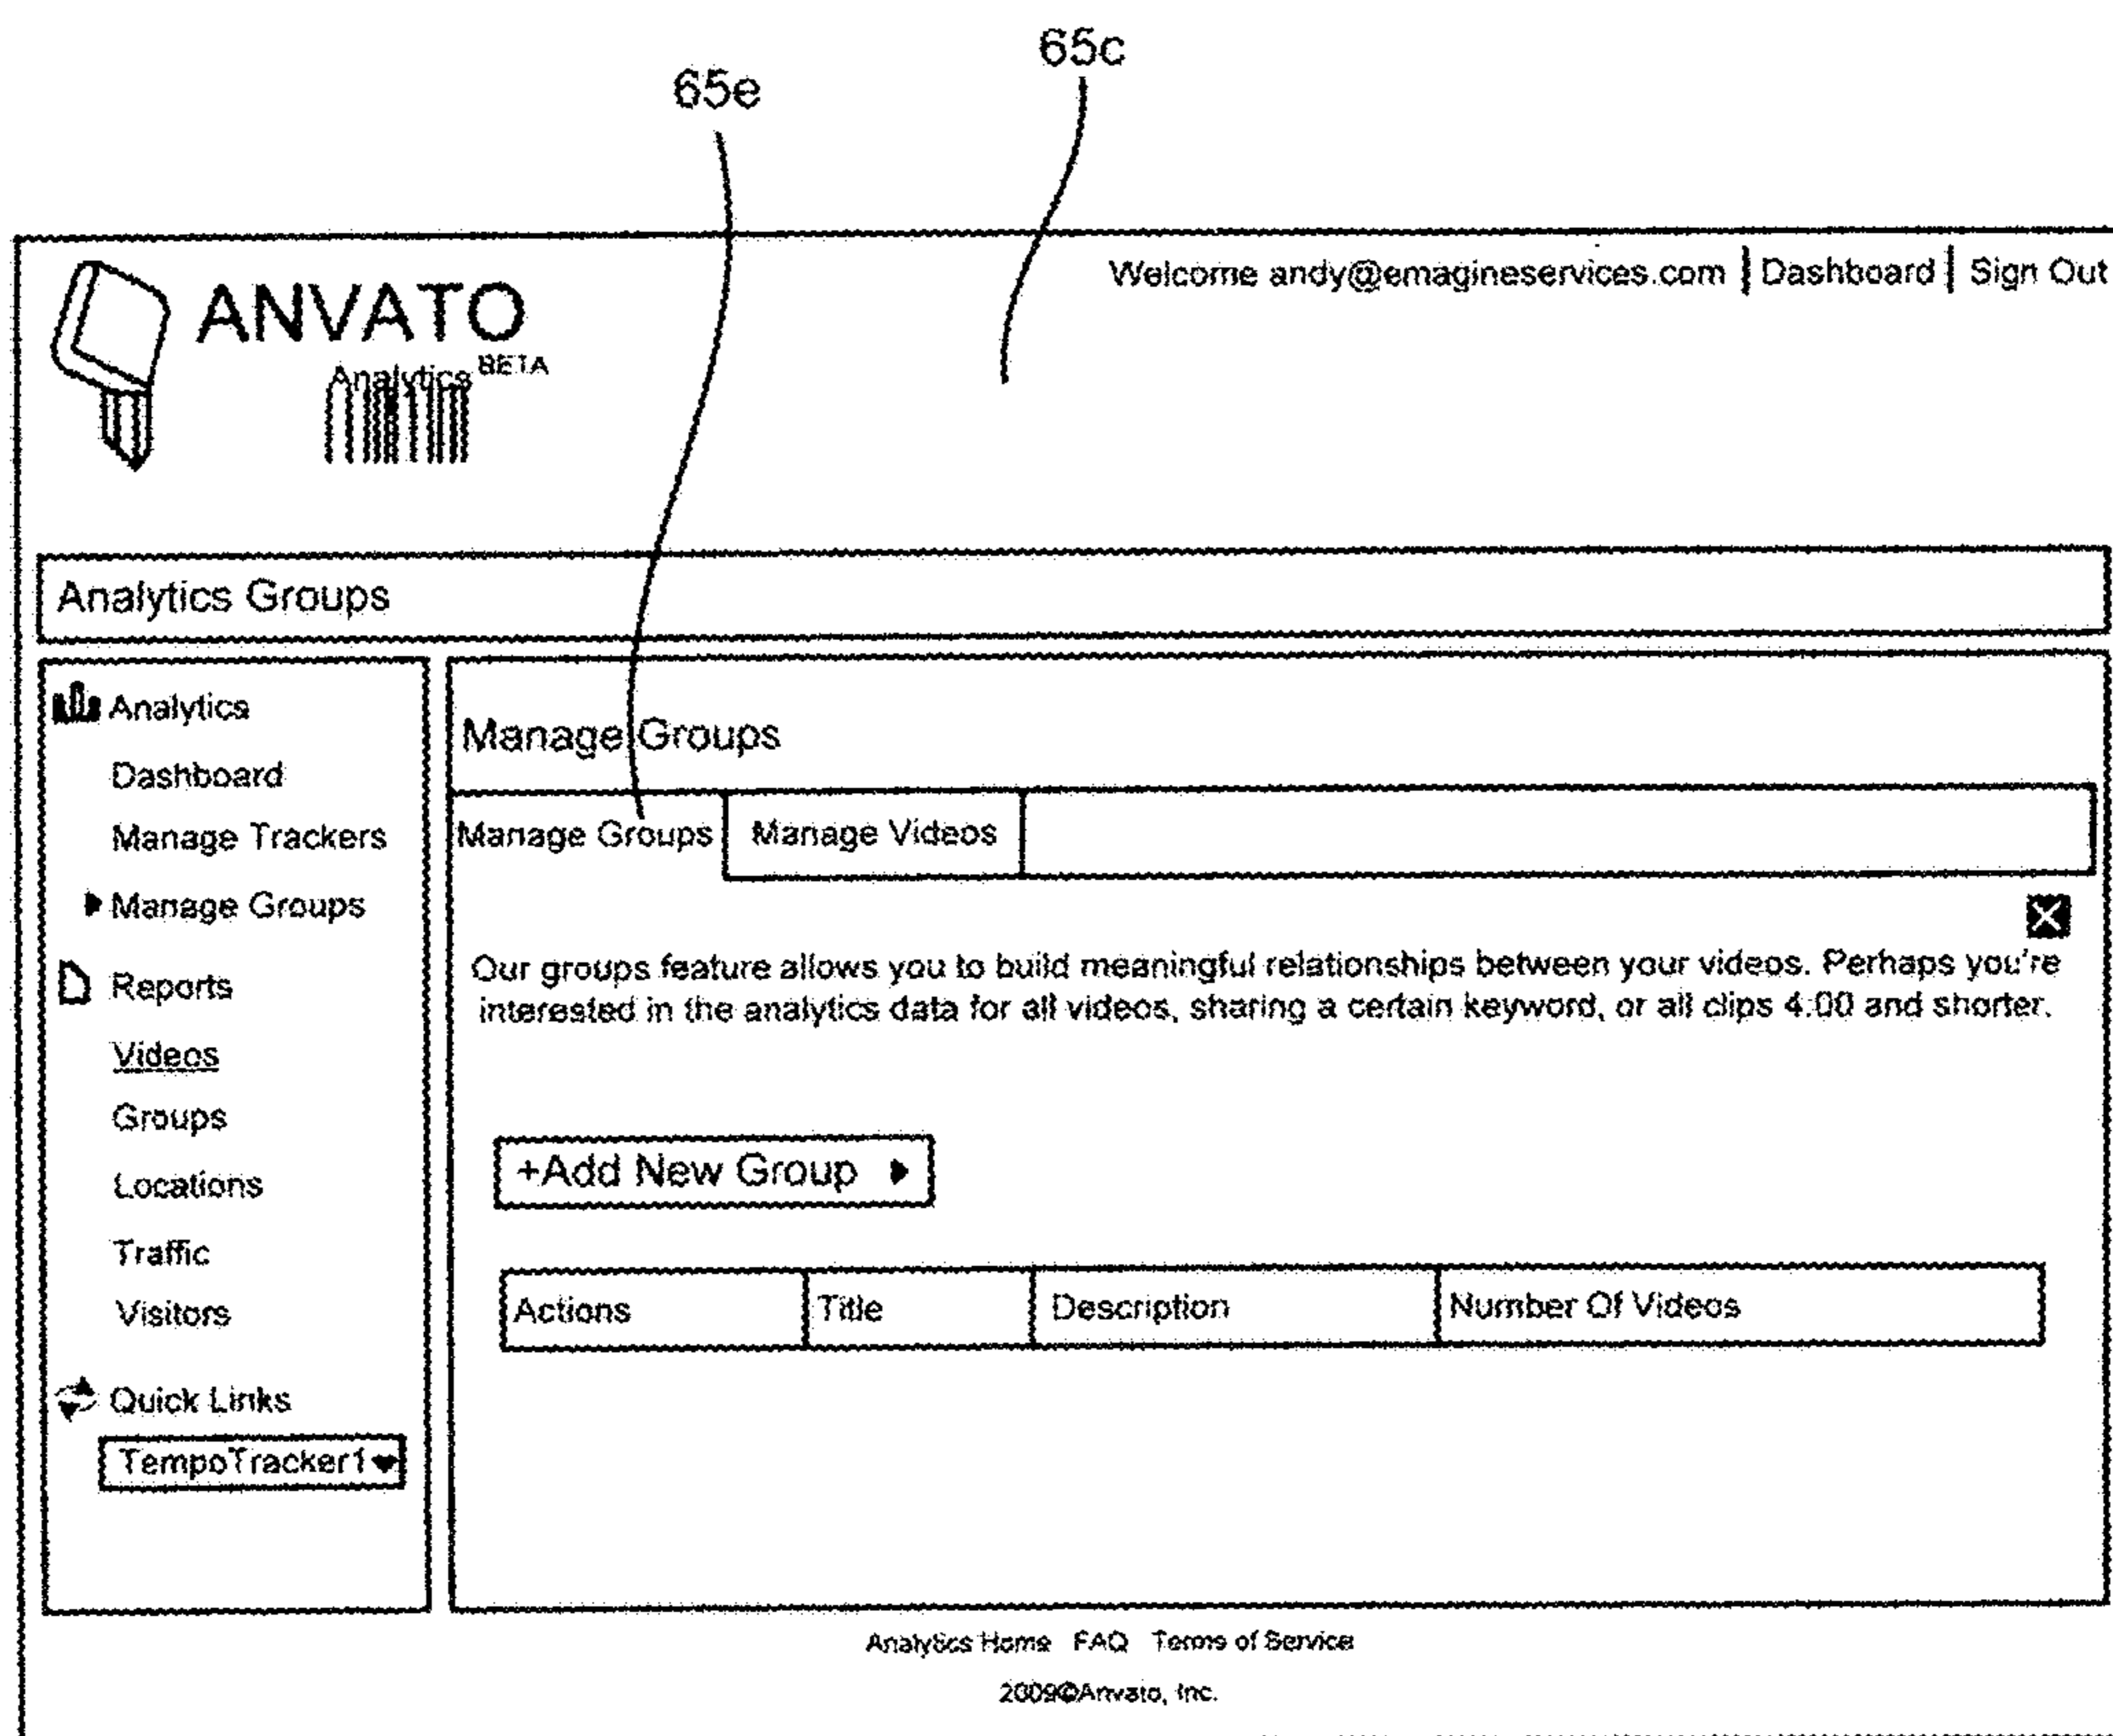 65e
65c
Welcome andy@emagineservices.com | Dashboard | Sign Out
ANVATO
Analytics BETA
Analytics Groups
Analytics
Dashboard
Manage Trackers
Manage Groups
Reports
Videos
Groups
Locations
Traffic
Visitors
Quick Links
TempoTracker1
Manage Groups
Manage Groups
Manage Videos
Our groups feature allows you to build meaningful relationships between your videos. Perhaps you're
interested in the analytics data for all videos, sharing a certain keyword, or all clips 4:00 and shorter.
+Add New Group
Actions
Title
Description
Number Of Videos
Analytics Home FAQ Terms of Service
2009©Anvato, Inc.